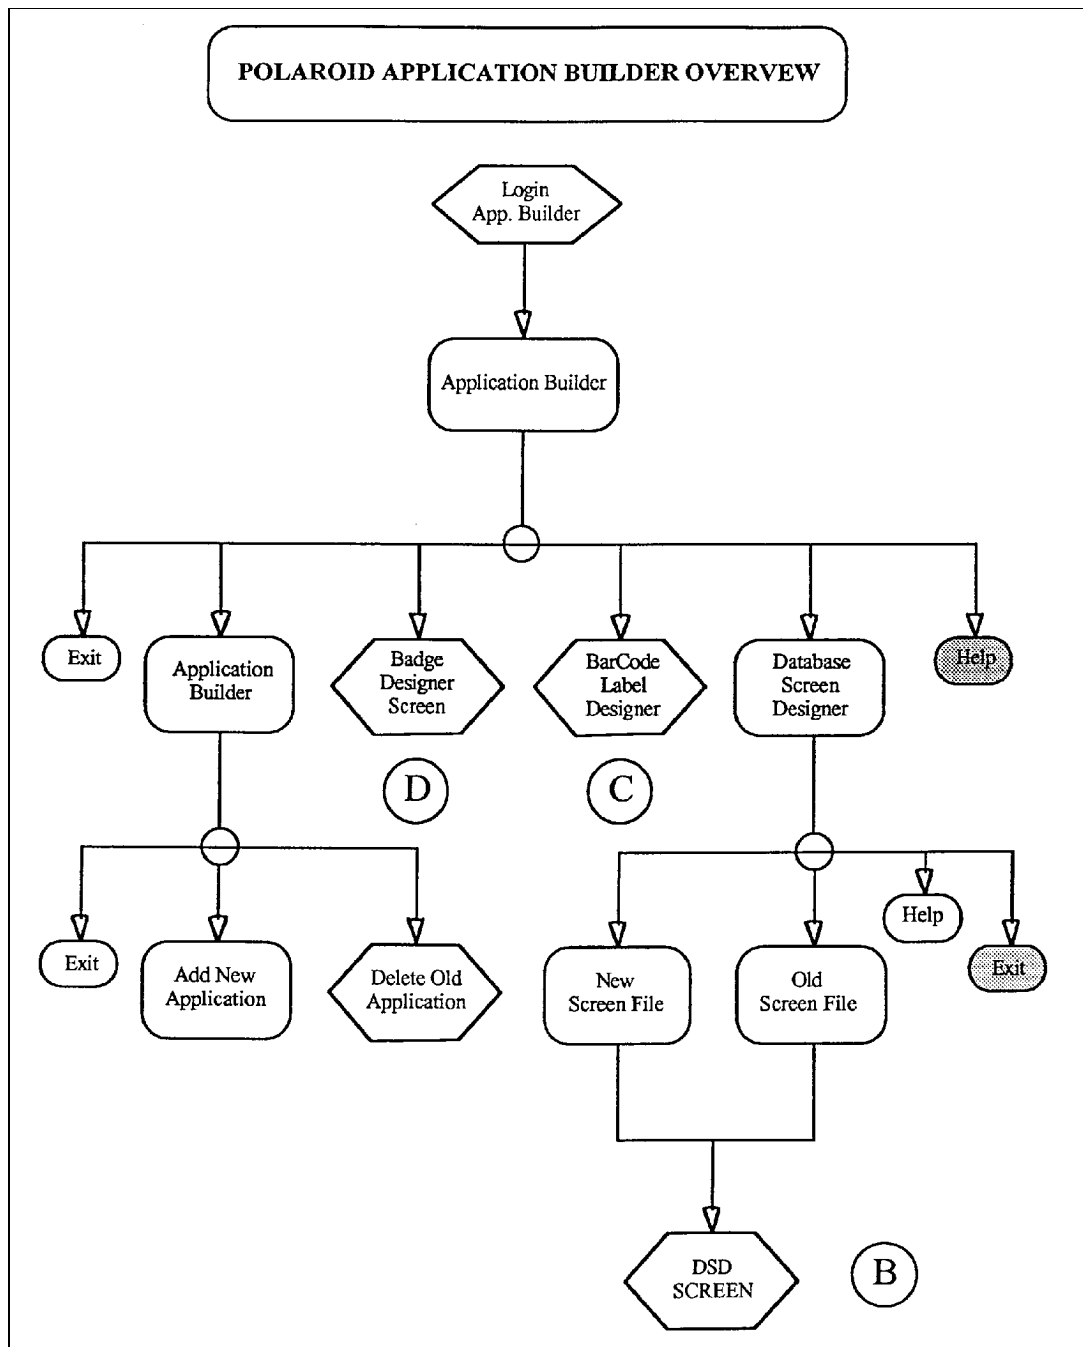 POLAROID APPLICATION BUILDER OVERVEW
Login
App. Builder
Application Builder
Exit
Application
Builder
Badge
Designer
Screen
BarCode
Label
Designer
Database
Screen
Designer
Help
D
C
Exit
Add New
Application
Delete Old
Application
New
Screen File
Old
Screen File
Help
Exit
DSD
SCREEN
B